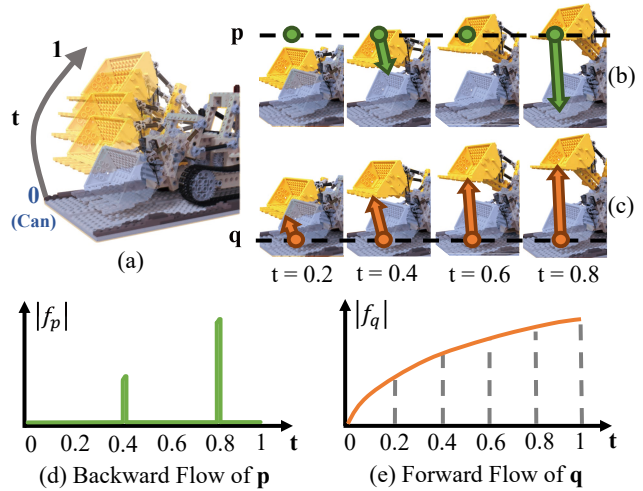 1
t
0
(Can)
(a)
p
(b)
q
(c)
t = 0.2 t = 0.4 t = 0.6 t = 0.8
|f_p|
0 0.2 0.4 0.6 0.8 1 t
(d) Backward Flow of p
|f_q|
0 0.2 0.4 0.6 0.8 1 t
(e) Forward Flow of q